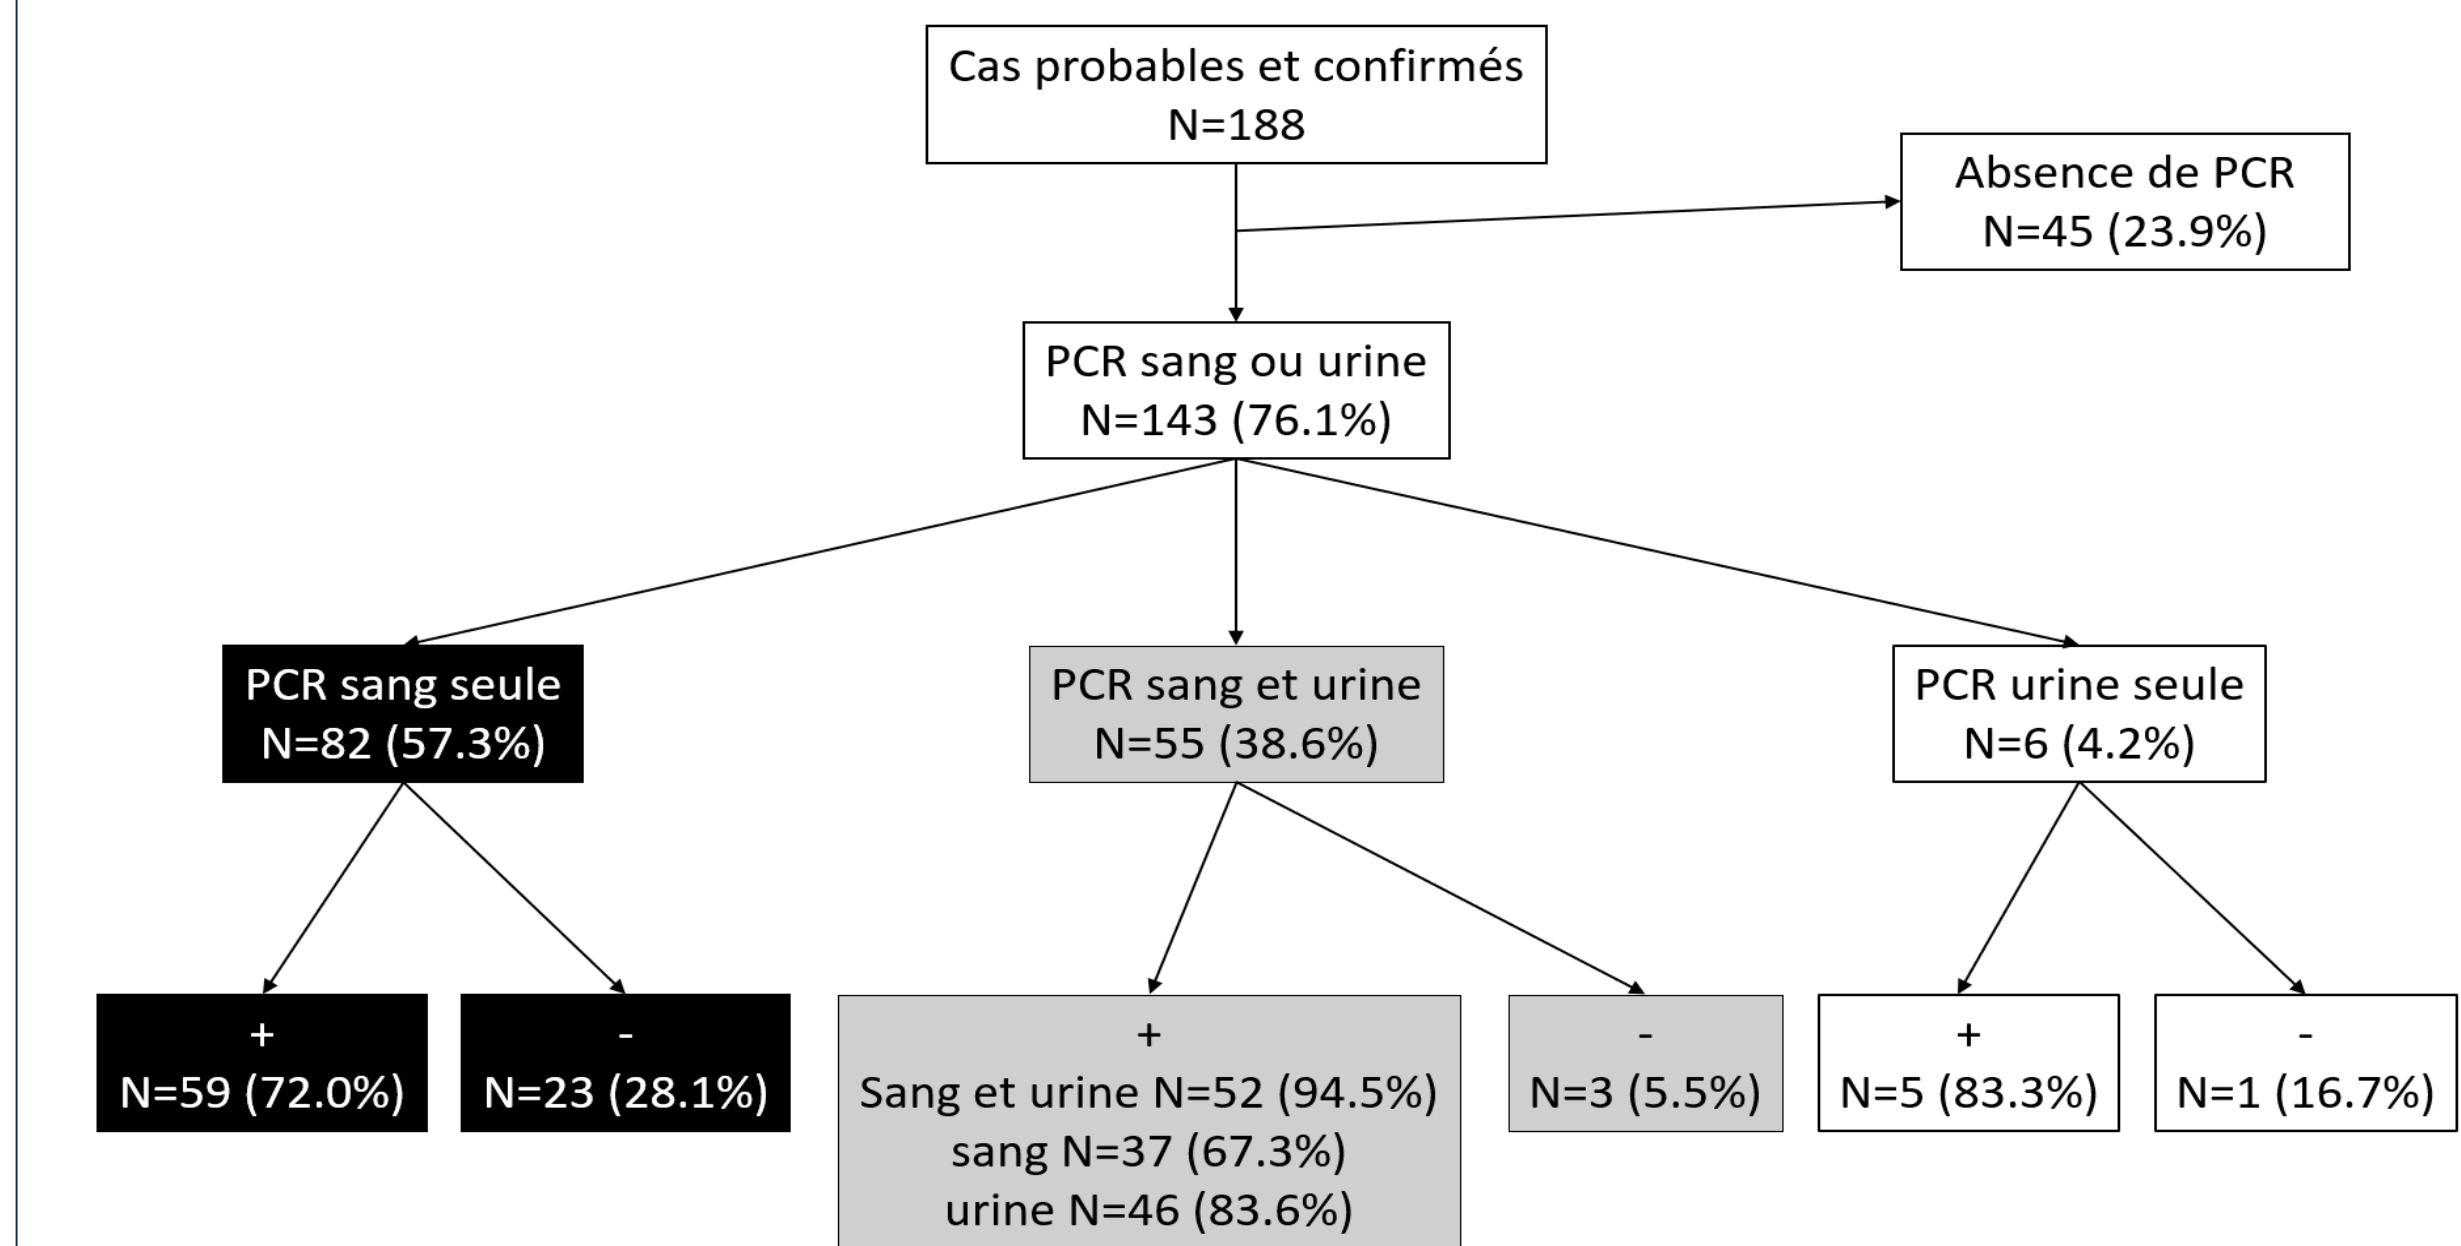 Cas probables et confirmés
N=188
Absence de PCR
N=45 (23.9%)
PCR sang ou urine
N=143 (76.1%)
PCR sang seule
N=82 (57.3%)
PCR sang et urine
N=55 (38.6%)
PCR urine seule
N=6 (4.2%)
+
N=59 (72.0%)
-
N=23 (28.1%)
+
Sang et urine N=52 (94.5%)
sang N=37 (67.3%)
urine N=46 (83.6%)
-
N=3 (5.5%)
+
N=5 (83.3%)
-
N=1 (16.7%)